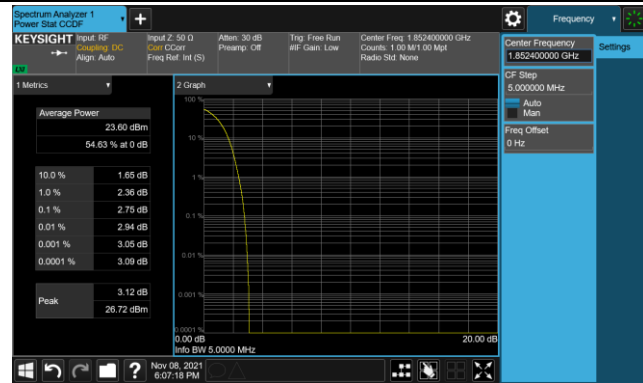 Spectrum Analyzer 1
Power Stat CCDF
Frequency
KEYSIGHT
Input: RF
Coupling: DC
Align: Auto
Input Z: 50 Ω
Corr CCorr
Freq Ref: Int (S)
Atten: 30 dB
Preamp: Off
Trig: Free Run
#IF Gain: Low
Center Freq: 1.852400000 GHz
Counts: 1.00 M/1.00 Mpt
Radio Std: None
Center Frequency
1.852400000 GHz
Settings
CF Step
5.000000 MHz
Auto
Man
Freq Offset
0 Hz
1 Metrics
Average Power
23.60 dBm
54.63 % at 0 dB
10.0 % 1.65 dB
1.0 % 2.36 dB
0.1 % 2.75 dB
0.01 % 2.94 dB
0.001 % 3.05 dB
0.0001 % 3.09 dB
Peak
3.12 dB
26.72 dBm
2 Graph
100 %
10 %
1 %
0.1 %
0.01 %
0.001 %
0.0001 %
0.00 dB 20.00 dB
Info BW 5.0000 MHz
Nov 08, 2021
6:07:18 PM